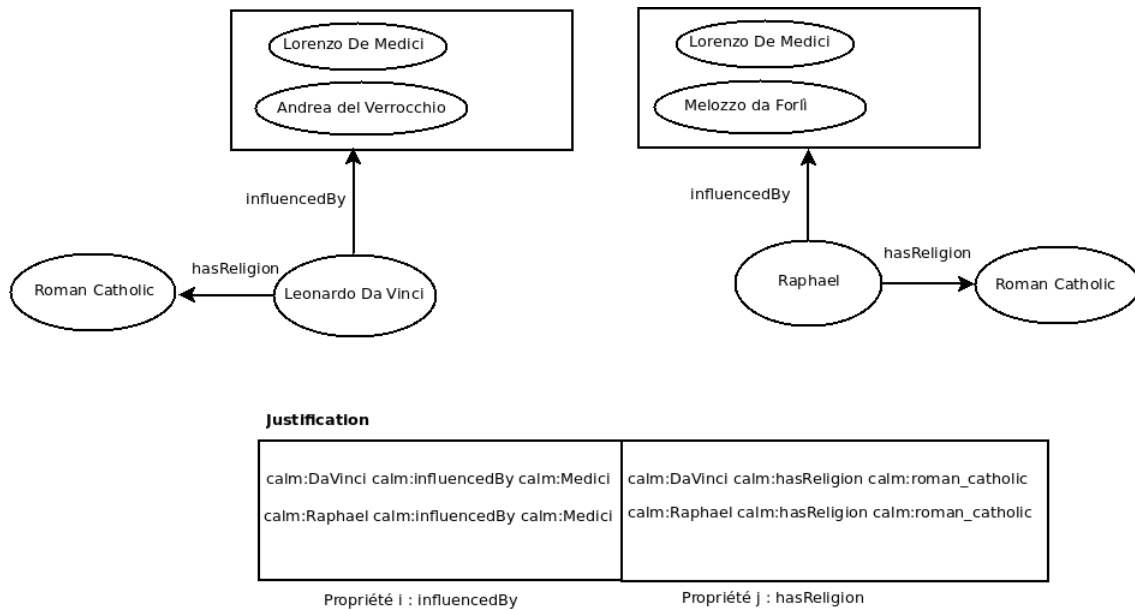 Lorenzo De Medici
Andrea del Verrocchio
influencedBy
hasReligion
Roman Catholic
Leonardo Da Vinci
Lorenzo De Medici
Melozzo da Forlì
influencedBy
hasReligion
Raphael
Roman Catholic
Justification
calm:DaVinci calm:influencedBy calm:Medici
calm:Raphael calm:influencedBy calm:Medici
calm:DaVinci calm:hasReligion calm:roman_catholic
calm:Raphael calm:hasReligion calm:roman_catholic
Propriété i : influencedBy
Propriété j : hasReligion